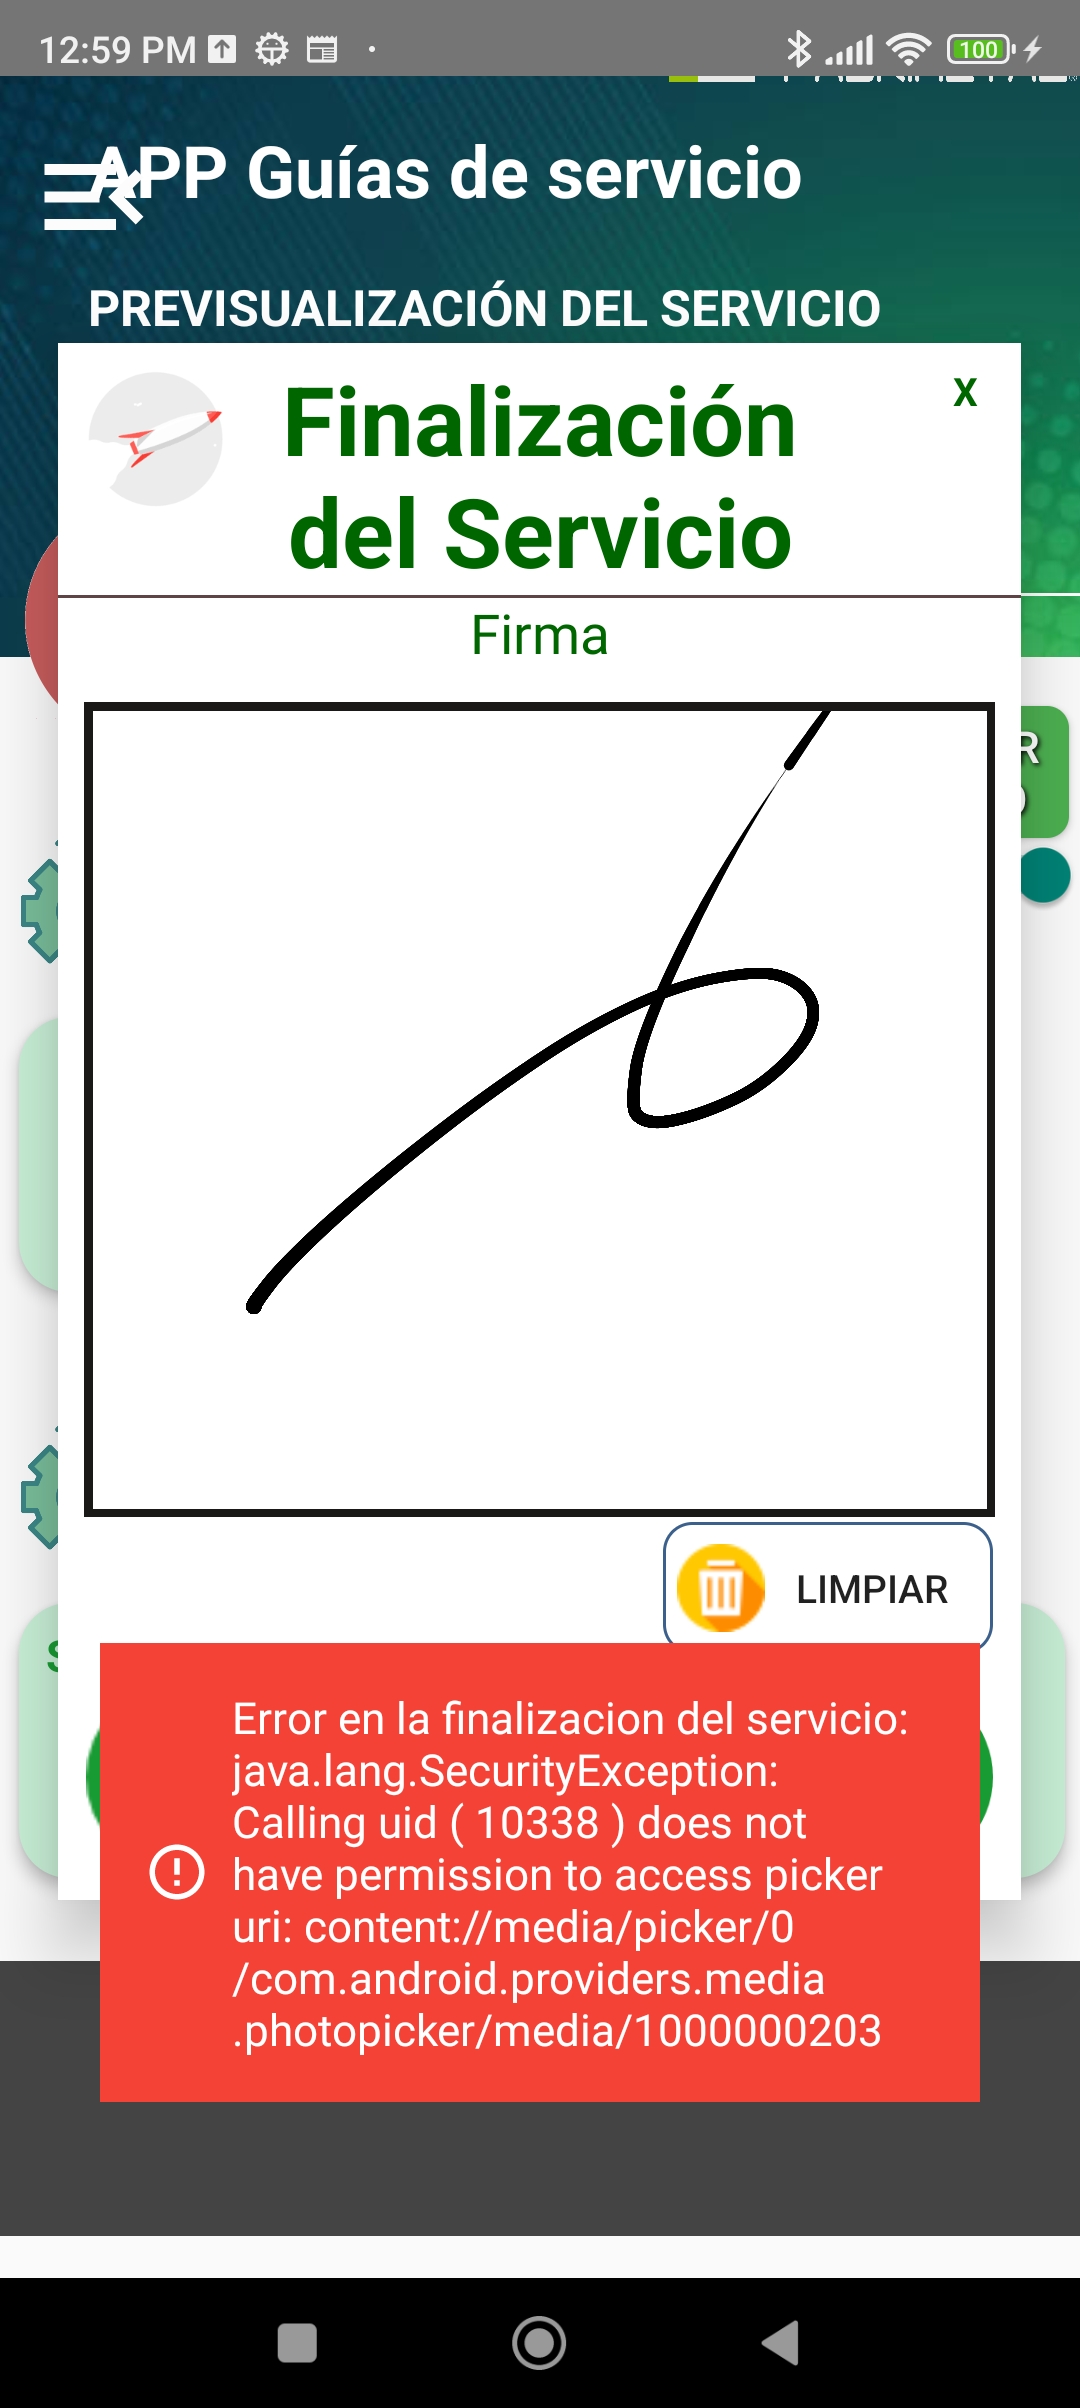 12:59 PM
100
APP Guías de servicio
PREVISUALIZACIÓN DEL SERVICIO
x
Finalización
del Servicio
Firma
R
LIMPIAR
S
Error en la finalizacion del servicio:
java.lang.SecurityException:
Calling uid ( 10338 ) does not
have permission to access picker
uri: content://media/picker/0
/com.android.providers.media
.photopicker/media/1000000203